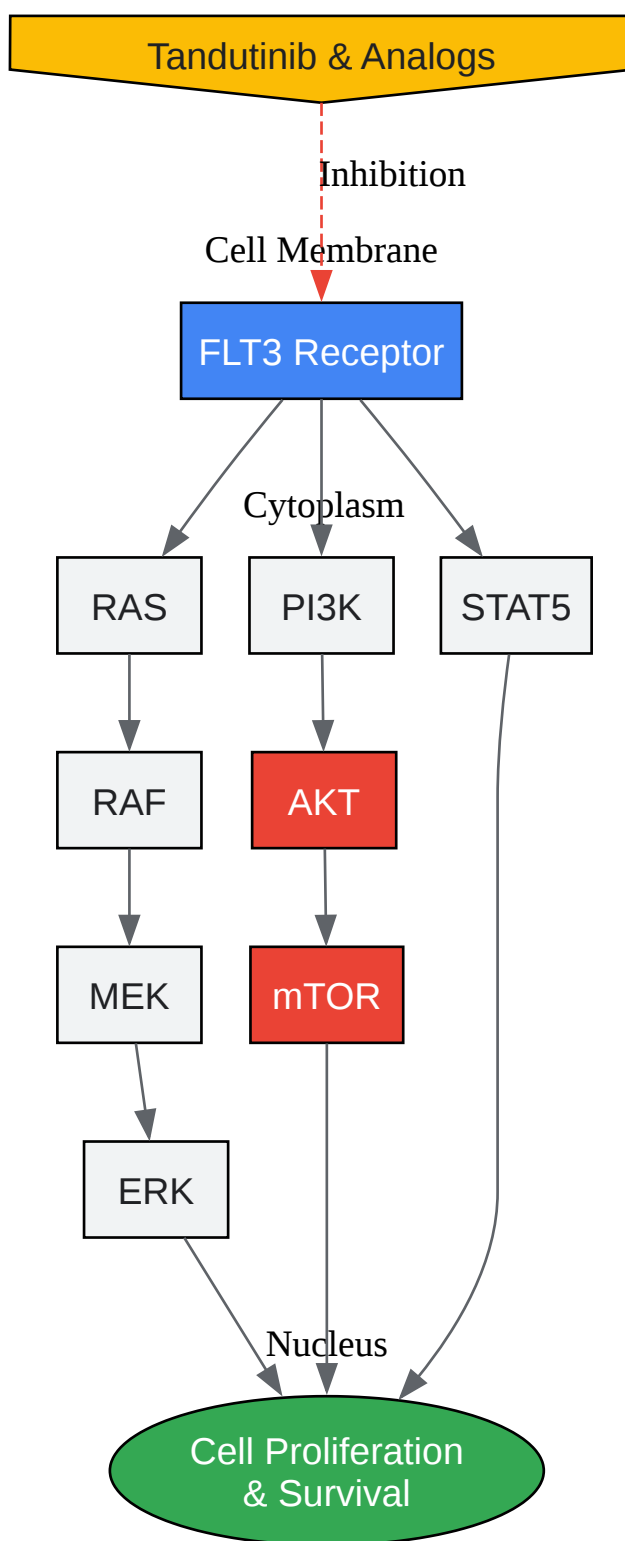 Tandutinib & Analogs
Inhibition
Cell Membrane
FLT3 Receptor
Cytoplasm
RAS
PI3K
STAT5
RAF
AKT
MEK
mTOR
ERK
Nucleus
Cell Proliferation
& Survival